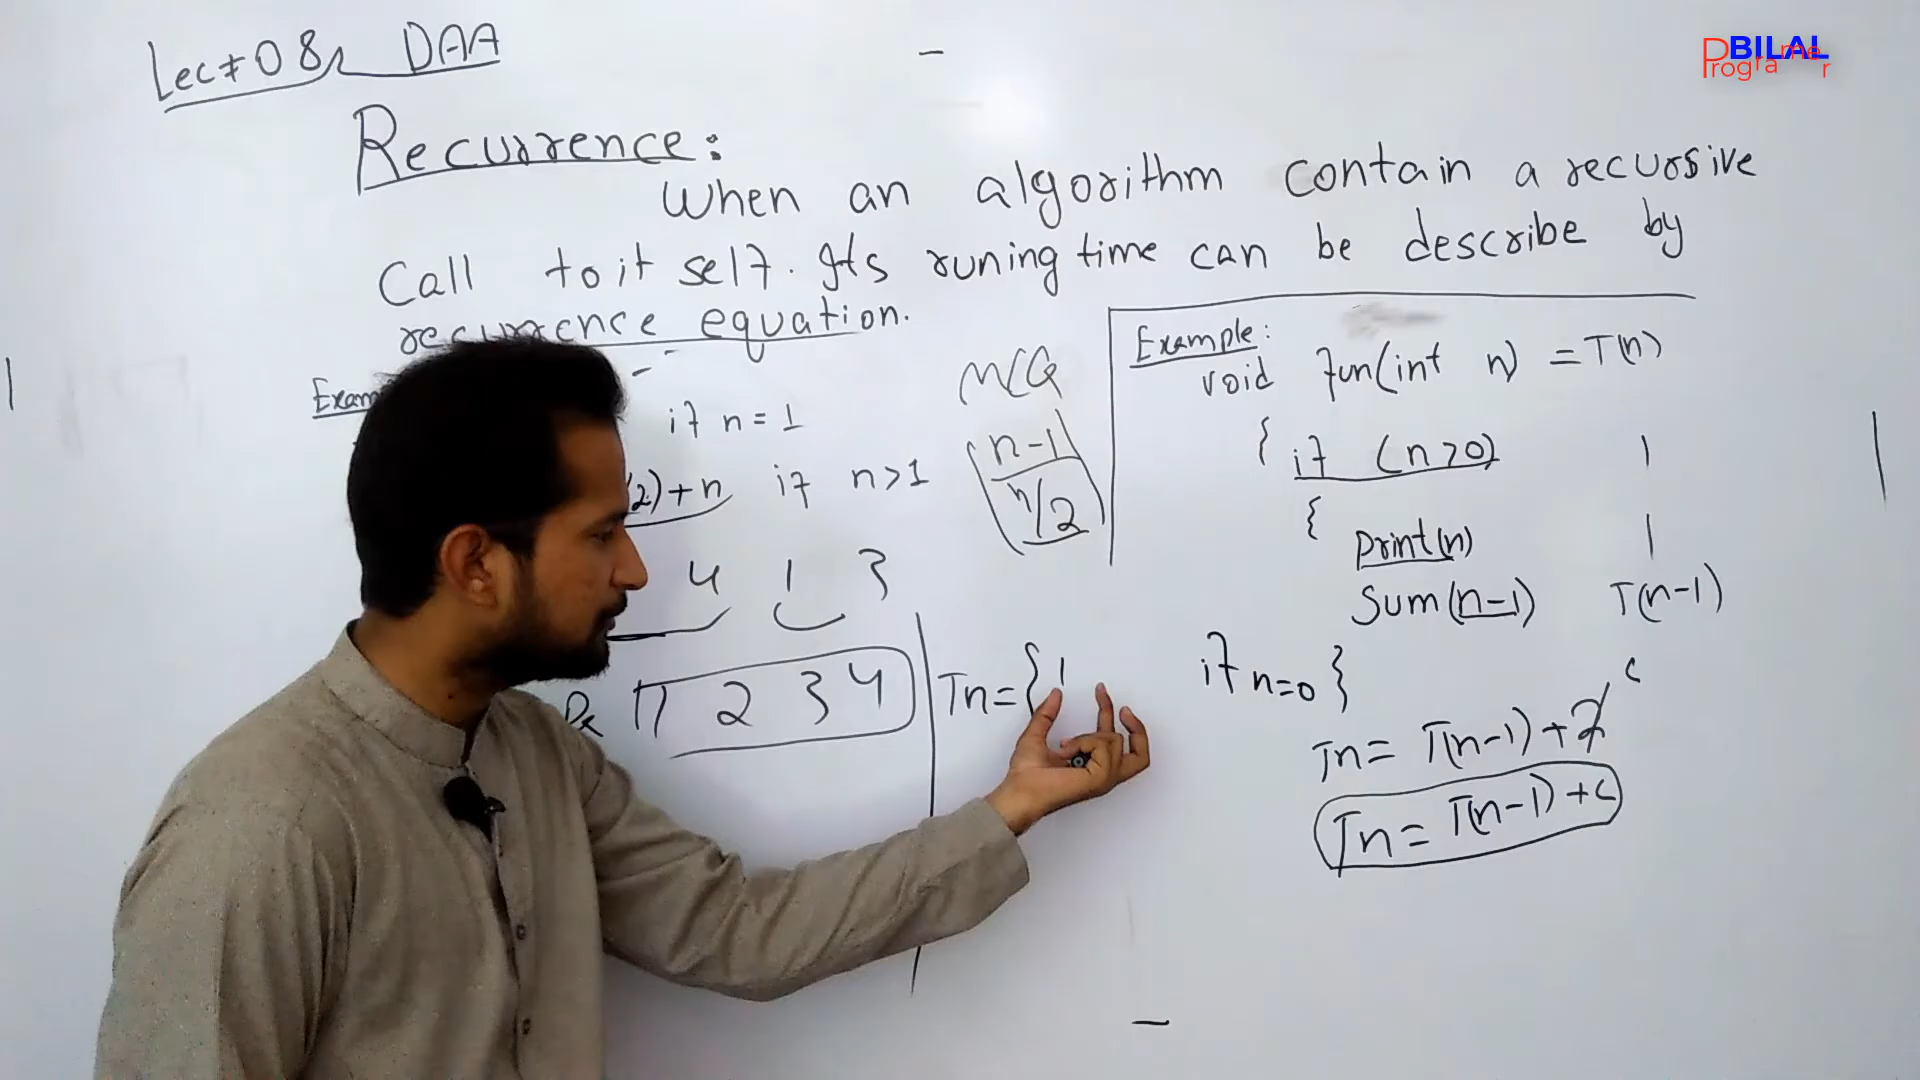 Lec#08 DAA
BILAL
Programmer
Recurrence:
When an algorithm contain a recursive
Call to it self. Its runing time can be describe by
recurrence equation.
if n = 1
2) + n if n > 1
4 1 3
1 2 3 4
MCQ
n-1
n/2
Example:
void fun(int n) = T(n)
{ if (n>0) 1
{
print(n) 1
Sum(n-1) T(n-1)
Tn = { 1 if n=0 }
Tn = T(n-1) + 2 c
Tn = T(n-1) + c